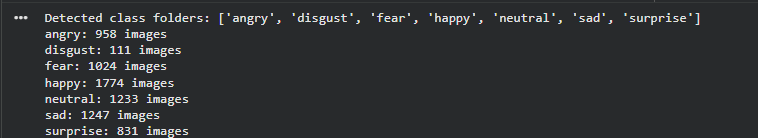 ••• Detected class folders: ['angry', 'disgust', 'fear', 'happy', 'neutral', 'sad', 'surprise']
angry: 958 images
disgust: 111 images
fear: 1024 images
happy: 1774 images
neutral: 1233 images
sad: 1247 images
surprise: 831 images